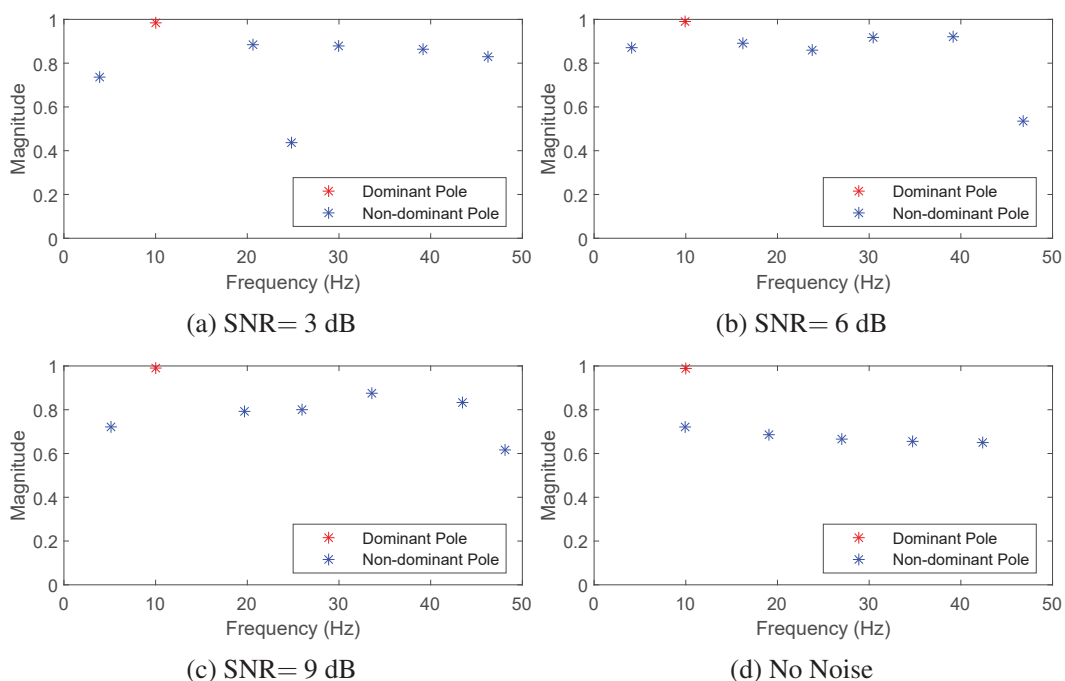 1
0.8
0.6
0.4
0.2
0
Magnitude
0 10 20 30 40 50
Frequency (Hz)
Dominant Pole
Non-dominant Pole
(a) SNR= 3 dB
1
0.8
0.6
0.4
0.2
0
Magnitude
0 10 20 30 40 50
Frequency (Hz)
Dominant Pole
Non-dominant Pole
(b) SNR= 6 dB
1
0.8
0.6
0.4
0.2
0
Magnitude
0 10 20 30 40 50
Frequency (Hz)
Dominant Pole
Non-dominant Pole
(c) SNR= 9 dB
1
0.8
0.6
0.4
0.2
0
Magnitude
0 10 20 30 40 50
Frequency (Hz)
Dominant Pole
Non-dominant Pole
(d) No Noise